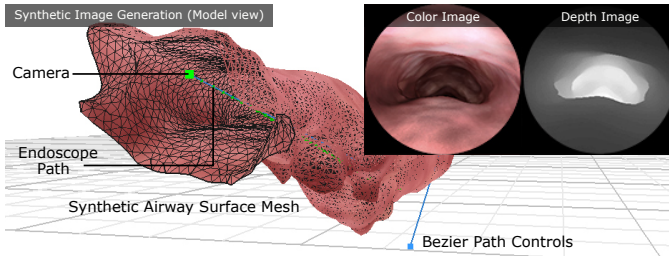 Synthetic Image Generation (Model view)
Color Image
Depth Image
Camera
Endoscope
Path
Synthetic Airway Surface Mesh
Bezier Path Controls